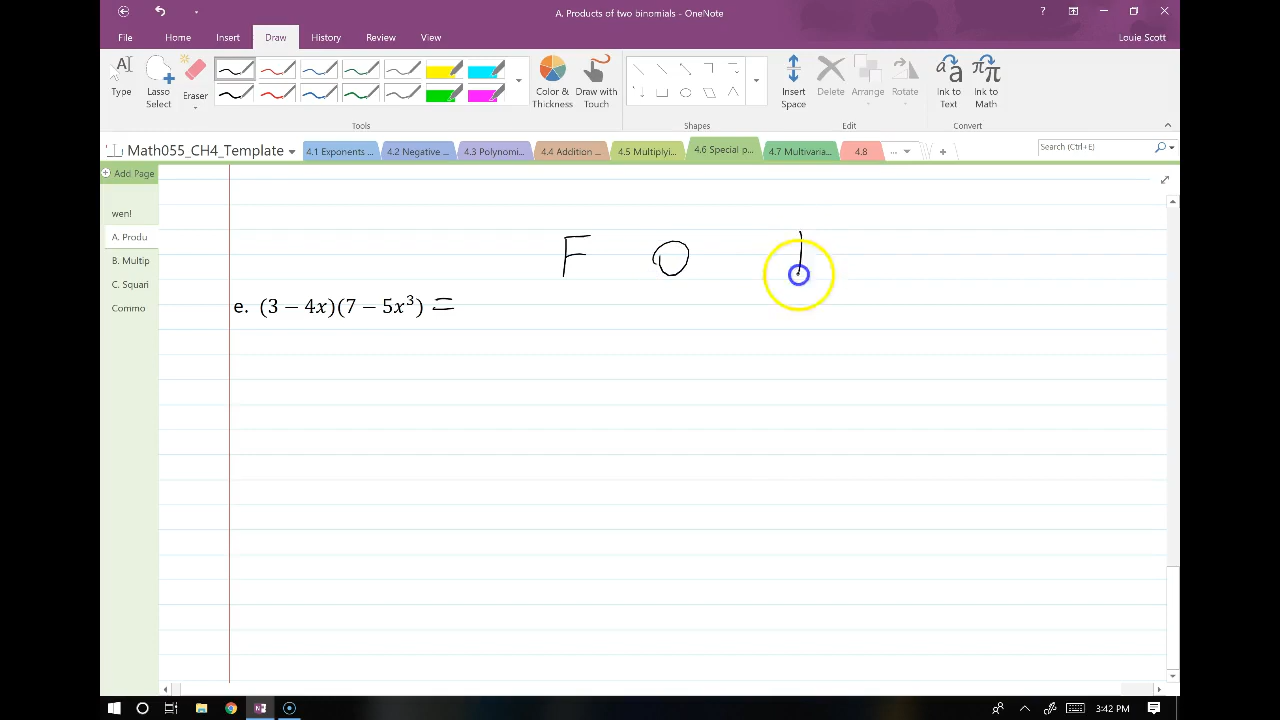 A. Products of two binomials - OneNote
?
File Home Insert Draw History Review View
Louie Scott
Type
Lasso Select
Eraser
Color & Thickness
Draw with Touch
Insert Space
Delete
Arrange
Rotate
Ink to Text
Ink to Math
Tools
Shapes
Edit
Convert
Math055_CH4_Template
4.1 Exponents ...
4.2 Negative ...
4.3 Polynomi...
4.4 Addition ...
4.5 Multiplyi...
4.6 Special p...
4.7 Multivaria...
4.8
...
Search (Ctrl+E)
Add Page
wen!
A. Produ
B. Multip
C. Squari
Commo
F O I
e. (3 − 4x)(7 − 5x³) =
3:42 PM